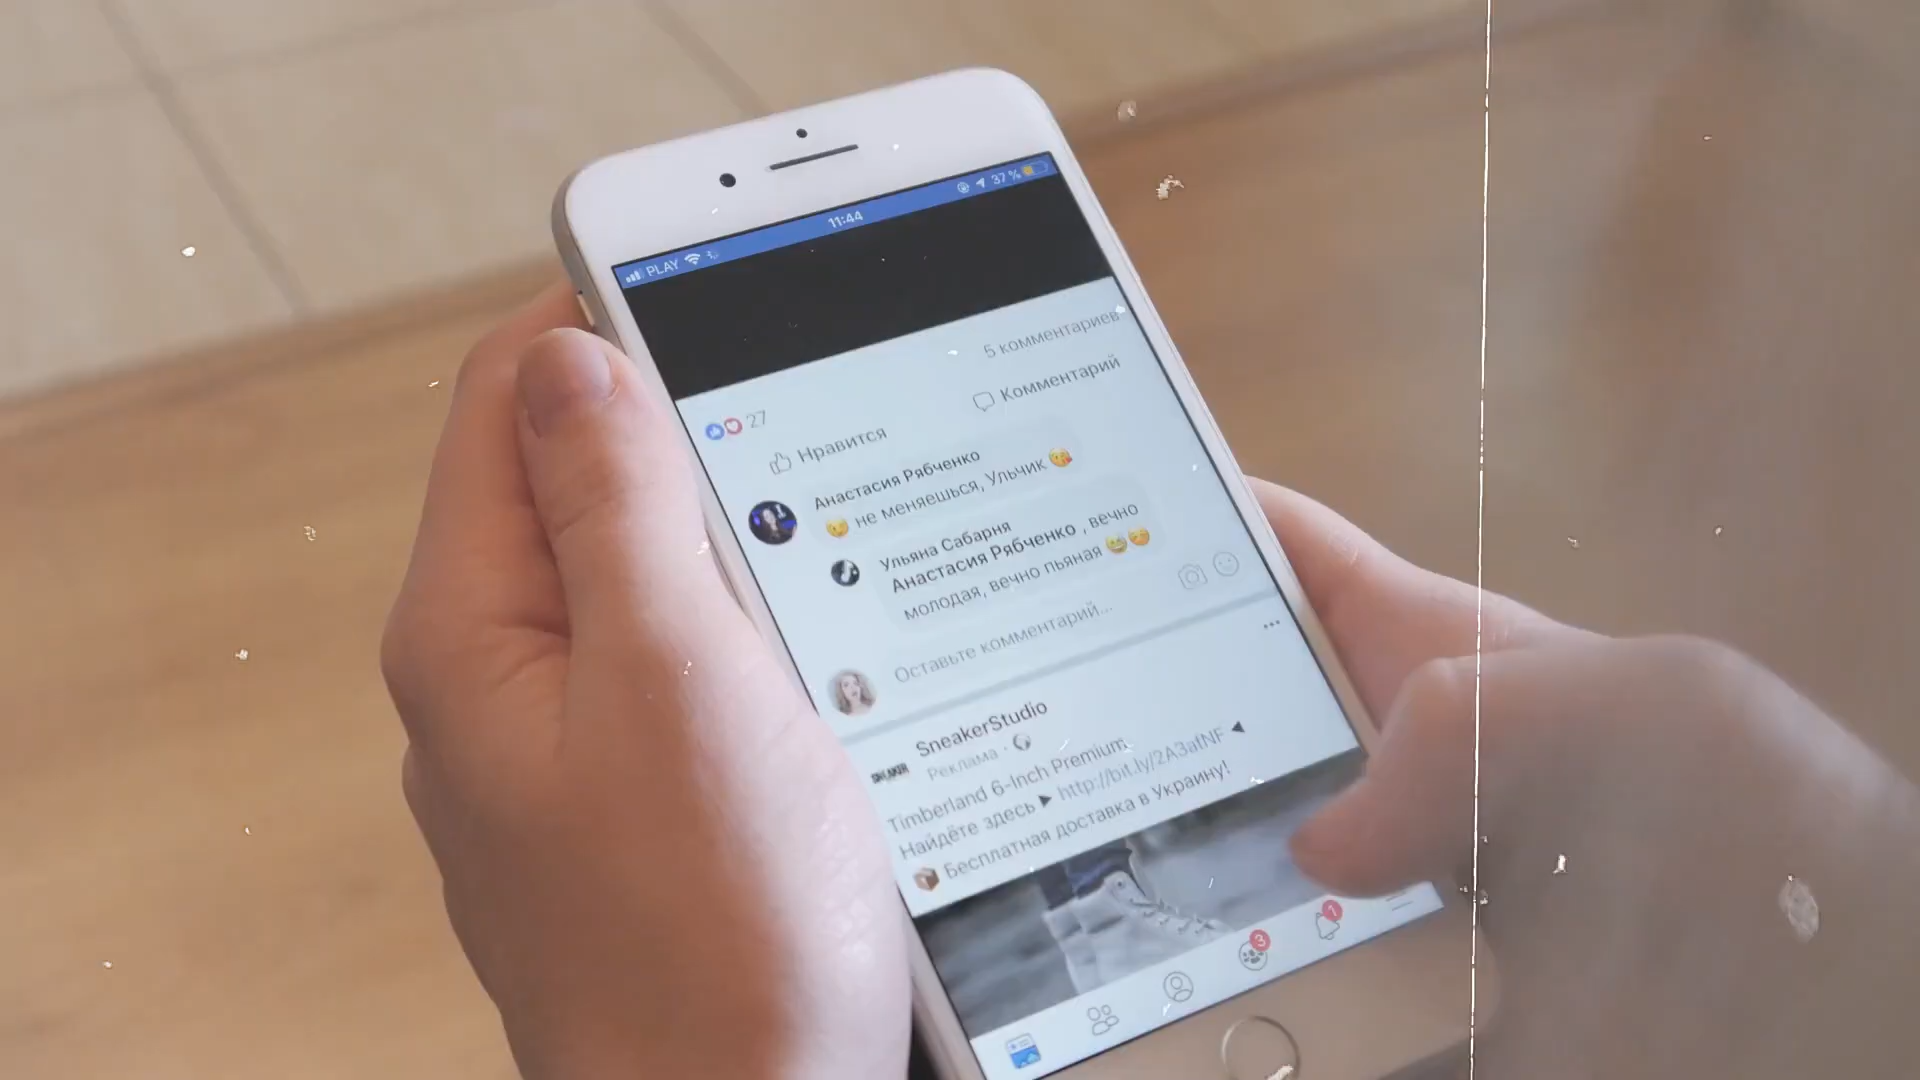 PLAY 11:44 37 %
5 комментариев
27
Нравится Комментарий
Анастасия Рябченко
не меняешься, Ульчик
Ульяна Сабарня
Анастасия Рябченко , вечно
молодая, вечно пьяная
Оставьте комментарий...
SneakerStudio
Реклама ·
SNEAKER
Timberland 6-Inch Premium
Найдёте здесь ► http://bit.ly/2A3afNF ◄
Бесплатная доставка в Украину!
3
1